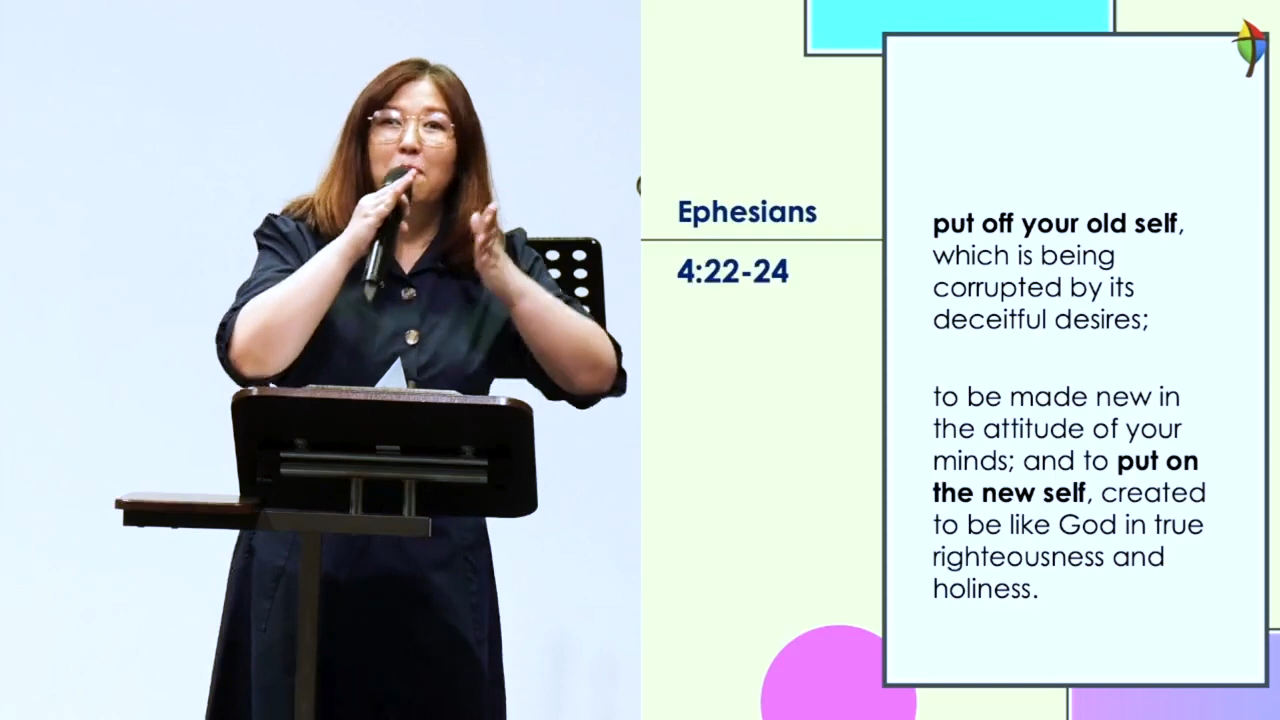 Ephesians
4:22-24
put off your old self,
which is being
corrupted by its
deceitful desires;
to be made new in
the attitude of your
minds; and to put on
the new self, created
to be like God in true
righteousness and
holiness.